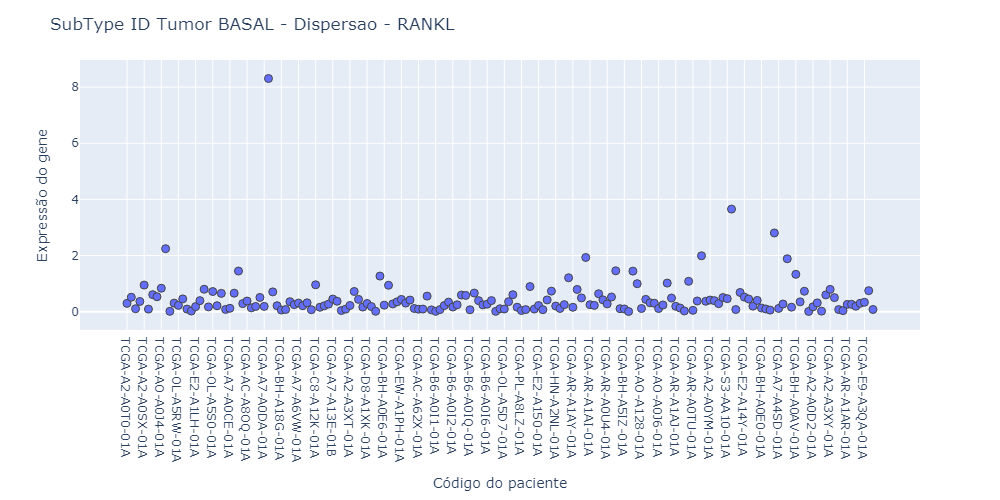 SubType ID Tumor BASAL - Dispersao - RANKL
Expressão do gene
8
6
4
2
0
TCGA-A2-A0T0-01A
TCGA-A2-A0SX-01A
TCGA-AO-A0J4-01A
TCGA-OL-A5RW-01A
TCGA-E2-A1LH-01A
TCGA-OL-A5S0-01A
TCGA-A7-A0CE-01A
TCGA-AC-A8OQ-01A
TCGA-A7-A0DA-01A
TCGA-BH-A18G-01A
TCGA-A7-A6VW-01A
TCGA-C8-A12K-01A
TCGA-A7-A13E-01B
TCGA-A2-A3XT-01A
TCGA-D8-A1XK-01A
TCGA-BH-A0E6-01A
TCGA-EW-A1PH-01A
TCGA-AC-A62X-01A
TCGA-B6-A0I1-01A
TCGA-B6-A0I2-01A
TCGA-B6-A0IQ-01A
TCGA-B6-A0I6-01A
TCGA-OL-A5D7-01A
TCGA-PL-A8LZ-01A
TCGA-E2-A150-01A
TCGA-HN-A2NL-01A
TCGA-AR-A1AY-01A
TCGA-AR-A1AI-01A
TCGA-AR-A0U4-01A
TCGA-BH-A5IZ-01A
TCGA-AO-A128-01A
TCGA-AO-A0J6-01A
TCGA-AR-A1AJ-01A
TCGA-AR-A0TU-01A
TCGA-A2-A0YM-01A
TCGA-S3-AA10-01A
TCGA-E2-A14Y-01A
TCGA-BH-A0E0-01A
TCGA-A7-A4SD-01A
TCGA-BH-A0AV-01A
TCGA-A2-A0D2-01A
TCGA-A2-A3XY-01A
TCGA-AR-A1AR-01A
TCGA-E9-A3QA-01A
Código do paciente